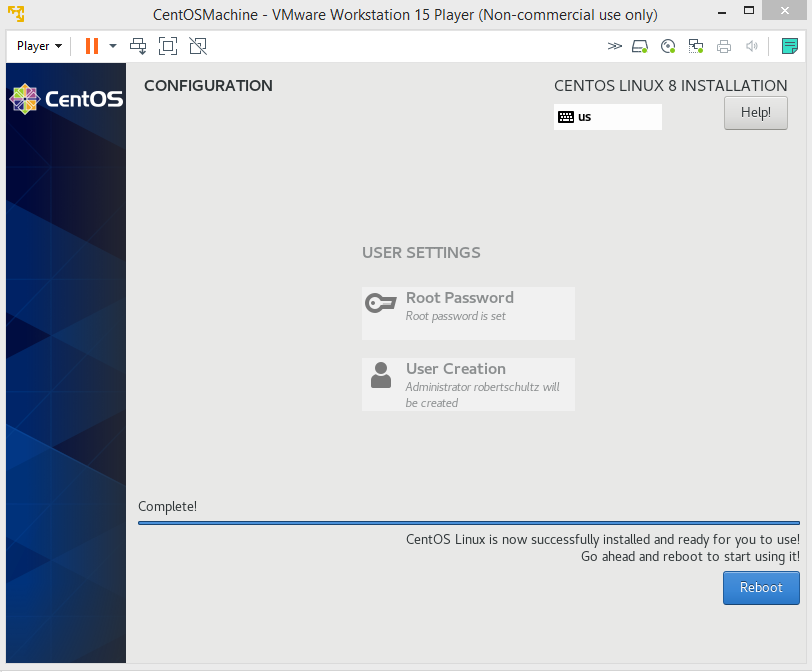 CentOSMachine - VMware Workstation 15 Player (Non-commercial use only)
Player
CentOS
CONFIGURATION
CENTOS LINUX 8 INSTALLATION
us
Help!
USER SETTINGS
Root Password
Root password is set
User Creation
Administrator robertschultz will
be created
Complete!
CentOS Linux is now successfully installed and ready for you to use!
Go ahead and reboot to start using it!
Reboot